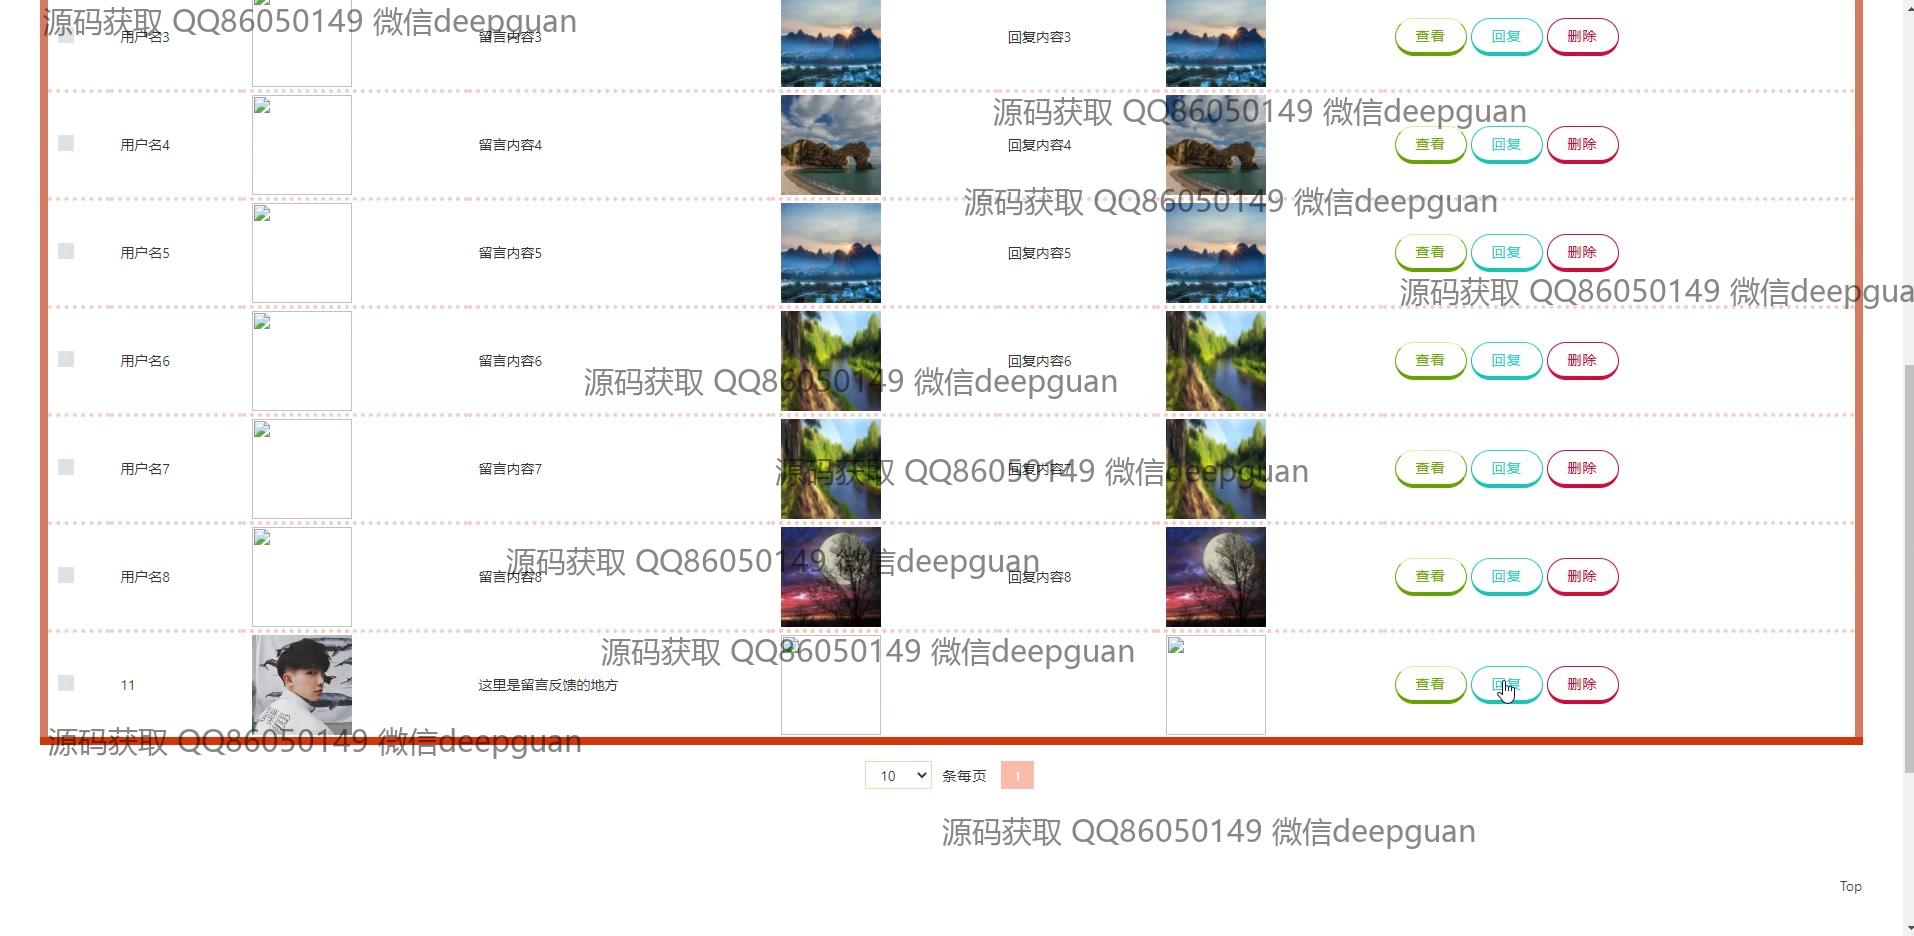 源码获取 QQ86050149 微信deepguan
用户名3 留言内容3 回复内容3 查看 回复 删除
源码获取 QQ86050149 微信deepguan
用户名4 留言内容4 回复内容4 查看 回复 删除
源码获取 QQ86050149 微信deepguan
用户名5 留言内容5 回复内容5 查看 回复 删除
源码获取 QQ86050149 微信deepgua
用户名6 留言内容6 回复内容6 查看 回复 删除
源码获取 QQ86050149 微信deepguan
用户名7 留言内容7 回复内容7 查看 回复 删除
源码获取 QQ86050149 微信deepguan
源码获取 QQ86050149 微信deepguan
用户名8 留言内容8 回复内容8 查看 回复 删除
源码获取 QQ86050149 微信deepguan
11 这里是留言反馈的地方 查看 回复 删除
源码获取 QQ86050149 微信deepguan
10 条每页 1
源码获取 QQ86050149 微信deepguan
Top